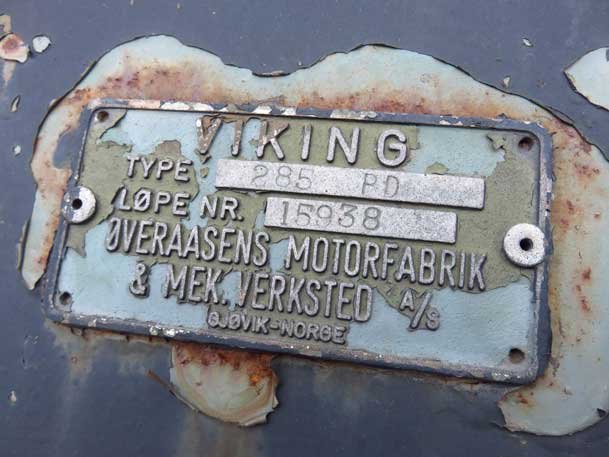 VIKING
TYPE 285 PD
LØPE NR. 15938
ØVERAASENS MOTORFABRIK
& MEK. VERKSTED A/S
GJØVIK-NORGE